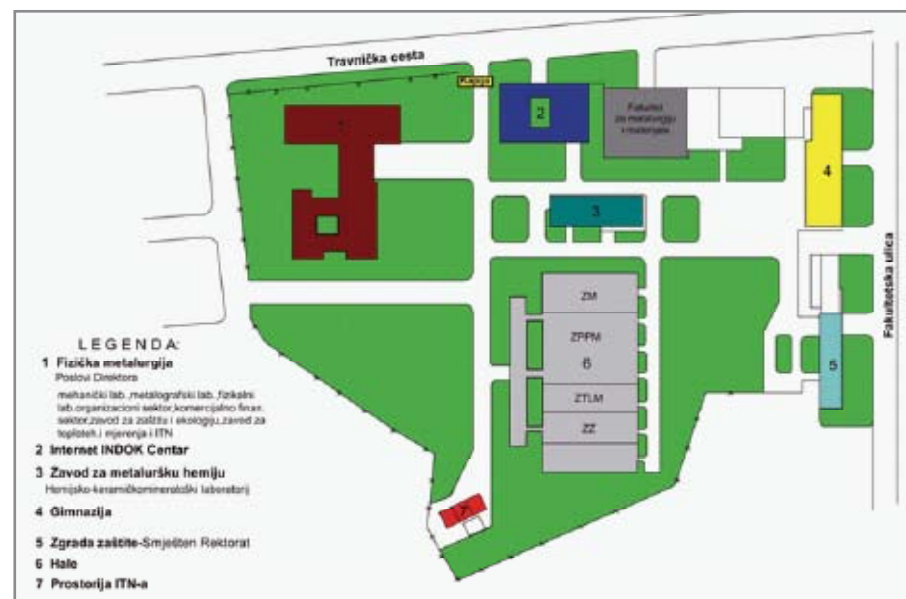 Travnička cesta
Kapija
1
2
Fakultet
za metalurgiju
i materijale
3
4
Fakultetska ulica
ZM
ZPPM
6
ZTLM
ZZ
5
7
LEGENDA:
1 Fizička metalergija
Poslovi Direktora
mehanički lab.,metalografski lab.,fizikalni
lab.organizacioni sektor,komercijalno finan.
sektor,zavod za zaštitu i ekologiju,zavod za
toploteh.i mjerenja i ITN
2 Internet INDOK Centar
3 Zavod za metaluršku hemiju
Hemijsko-keramičkomineraloški laboratorij
4 Gimnazija
5 Zgrada zaštite-Smješten Rektorat
6 Hale
7 Prostorija ITN-a